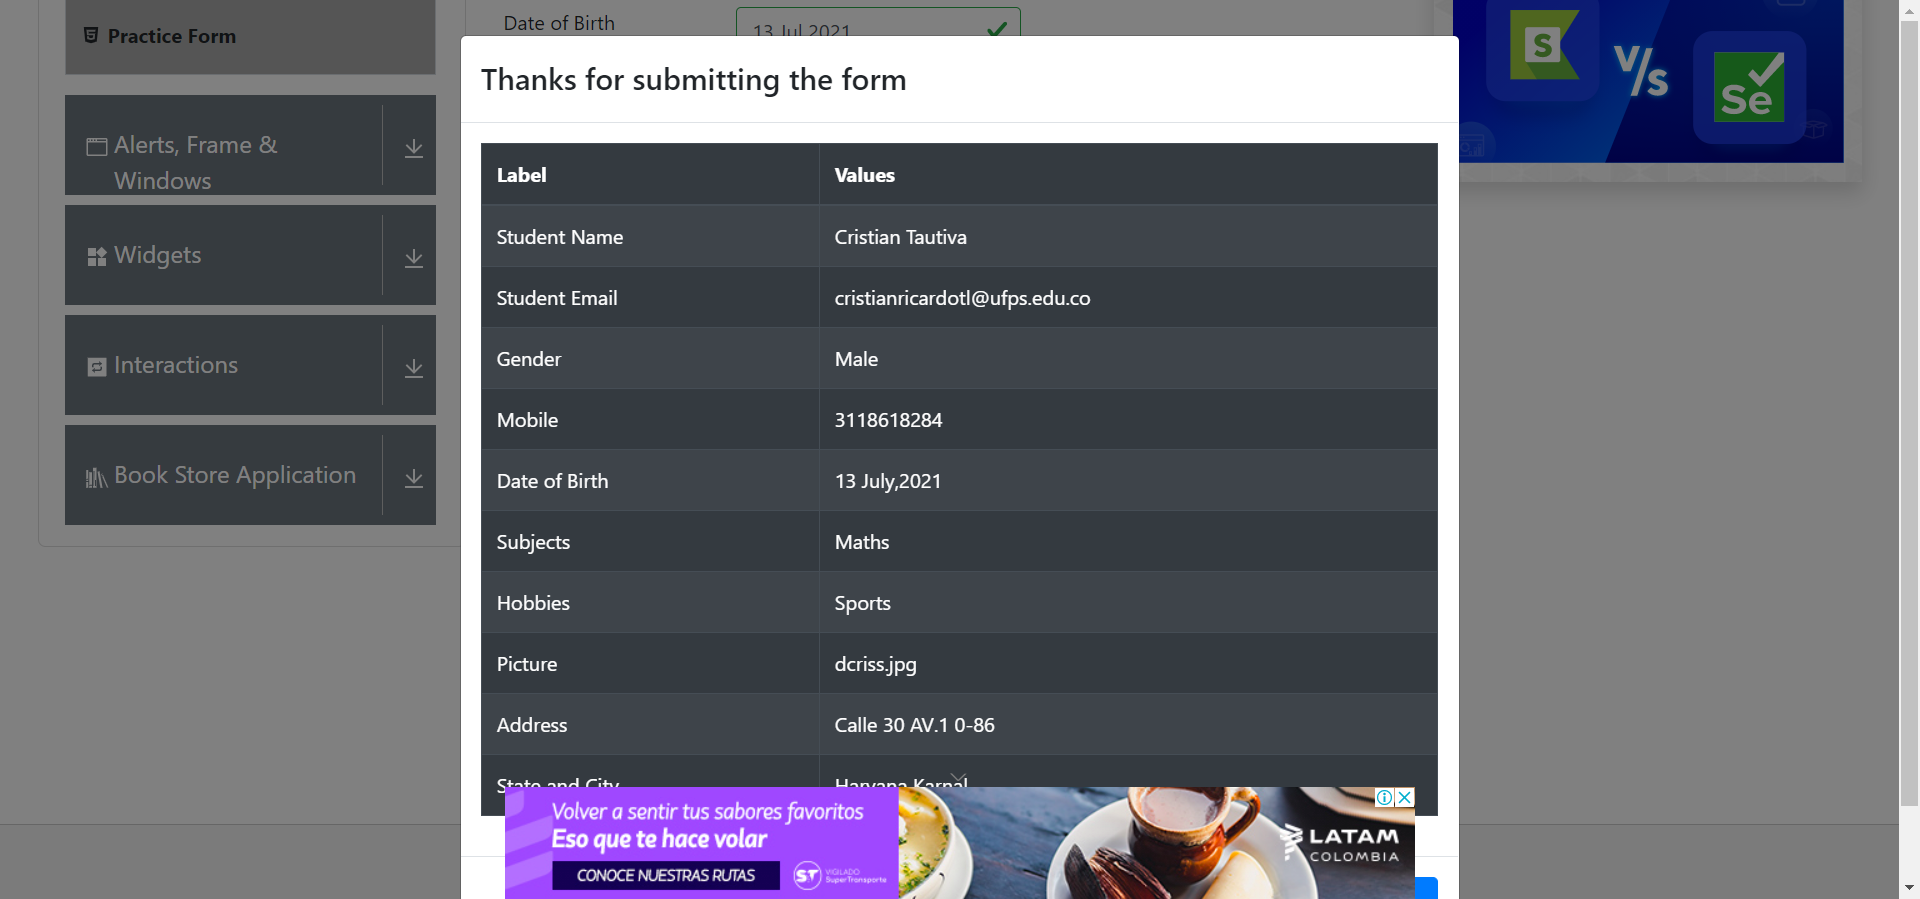 Practice Form
Date of Birth
13 Jul 2021
Thanks for submitting the form
Alerts, Frame &
Windows
Widgets
Interactions
Book Store Application
S V/S Se
Label Values
Student Name Cristian Tautiva
Student Email cristianricardotl@ufps.edu.co
Gender Male
Mobile 3118618284
Date of Birth 13 July,2021
Subjects Maths
Hobbies Sports
Picture dcriss.jpg
Address Calle 30 AV.1 0-86
State and City Haryana Karnal
Volver a sentir tus sabores favoritos
Eso que te hace volar
CONOCE NUESTRAS RUTAS
ST VIGILADO
SuperTransporte
LATAM
COLOMBIA